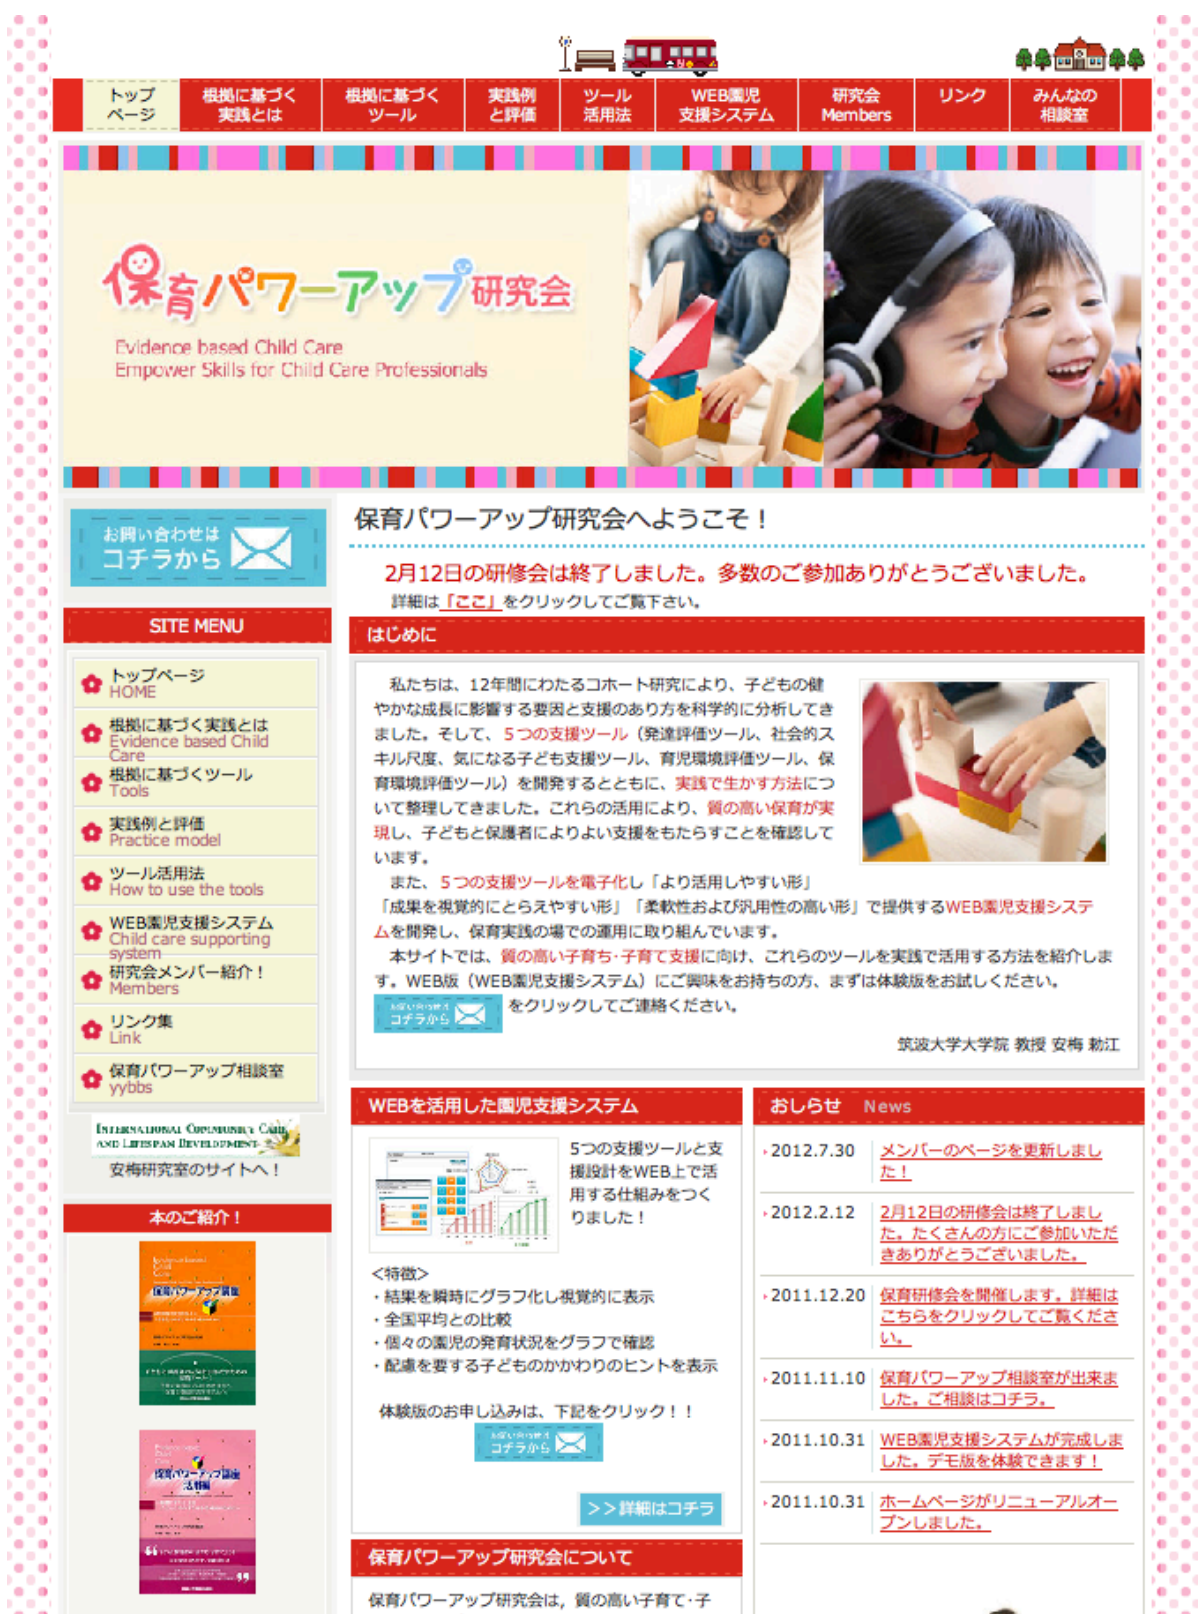 トップ
ページ
根拠に基づく
実践とは
根拠に基づく
ツール
実践例
と評価
ツール
活用法
WEB園児
支援システム
研究会
Members
リンク
みんなの
相談室
保育パワーアップ研究会
Evidence based Child Care
Empower Skills for Child Care Professionals
お問い合わせは
コチラから
SITE MENU
トップページ
HOME
根拠に基づく実践とは
Evidence based Child
Care
根拠に基づくツール
Tools
実践例と評価
Practice model
ツール活用法
How to use the tools
WEB園児支援システム
Child care supporting
system
研究会メンバー紹介！
Members
リンク集
Link
保育パワーアップ相談室
yybbs
INTERNATIONAL COMMUNITY CARE
AND LIFESPAN DEVELOPMENT
安梅研究室のサイトへ！
本のご紹介！
保育パワーアップ講座
保育パワーアップ講座
活用編
保育パワーアップ研究会へようこそ！
2月12日の研修会は終了しました。多数のご参加ありがとうございました。
詳細は「ここ」をクリックしてご覧下さい。
はじめに
私たちは、12年間にわたるコホート研究により、子どもの健
やかな成長に影響する要因と支援のあり方を科学的に分析してき
ました。そして、５つの支援ツール（発達評価ツール、社会的ス
キル尺度、気になる子ども支援ツール、育児環境評価ツール、保
育環境評価ツール）を開発するとともに、実践で生かす方法につ
いて整理してきました。これらの活用により、質の高い保育が実
現し、子どもと保護者によりよい支援をもたらすことを確認して
います。
また、５つの支援ツールを電子化し「より活用しやすい形」
「成果を視覚的にとらえやすい形」「柔軟性および汎用性の高い形」で提供するWEB園児支援システ
ムを開発し、保育実践の場での運用に取り組んでいます。
本サイトでは、質の高い子育ち･子育て支援に向け、これらのツールを実践で活用する方法を紹介しま
す。WEB版（WEB園児支援システム）にご興味をお持ちの方、まずは体験版をお試しください。
お問い合わせは
コチラから
をクリックしてご連絡ください。
筑波大学大学院 教授 安梅 勅江
WEBを活用した園児支援システム
5つの支援ツールと支
援設計をWEB上で活
用する仕組みをつく
りました！
＜特徴＞
・結果を瞬時にグラフ化し視覚的に表示
・全国平均との比較
・個々の園児の発育状況をグラフで確認
・配慮を要する子どものかかわりのヒントを表示
体験版のお申し込みは、下記をクリック！！
お問い合わせは
コチラから
＞＞詳細はコチラ
保育パワーアップ研究会について
保育パワーアップ研究会は，質の高い子育て･子
おしらせ News
2012.7.30
メンバーのページを更新しまし
た！
2012.2.12
2月12日の研修会は終了しまし
た。たくさんの方にご参加いただ
きありがとうございました。
2011.12.20
保育研修会を開催します。詳細は
こちらをクリックしてご覧くださ
い。
2011.11.10
保育パワーアップ相談室が出来ま
した。ご相談はコチラ。
2011.10.31
WEB園児支援システムが完成しま
した。デモ版を体験できます！
2011.10.31
ホームページがリニューアルオー
プンしました。